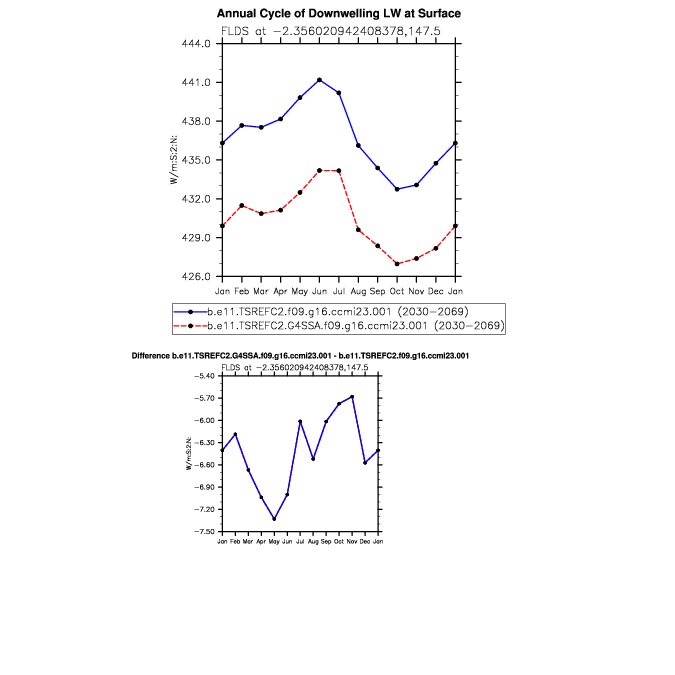 Annual Cycle of Downwelling LW at Surface
FLDS at −2.356020942408378,147.5
444.0
441.0
438.0
435.0
432.0
429.0
426.0
W/m:S:2:N:
Jan Feb Mar Apr May Jun Jul Aug Sep Oct Nov Dec Jan
b.e11.TSREFC2.f09.g16.ccmi23.001 (2030−2069)
b.e11.TSREFC2.G4SSA.f09.g16.ccmi23.001 (2030−2069)
Difference b.e11.TSREFC2.G4SSA.f09.g16.ccmi23.001 - b.e11.TSREFC2.f09.g16.ccmi23.001
FLDS at −2.356020942408378,147.5
−5.40
−5.70
−6.00
−6.30
−6.60
−6.90
−7.20
−7.50
W/m:S:2:N:
Jan Feb Mar Apr May Jun Jul Aug Sep Oct Nov Dec Jan